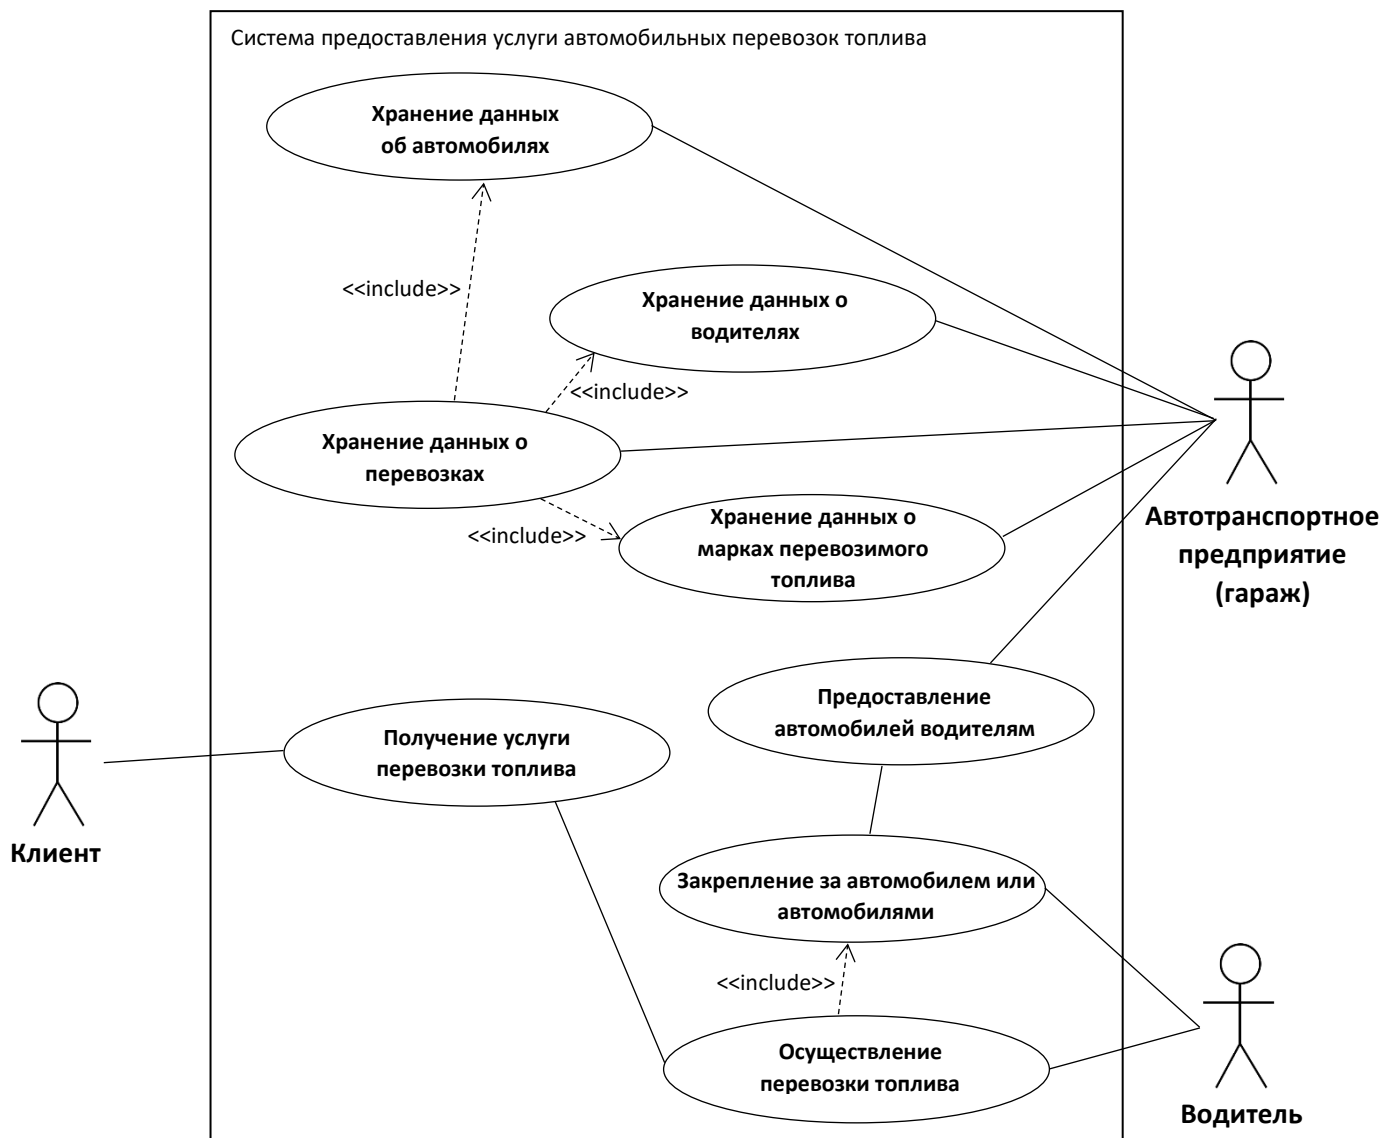 Система предоставления услуги автомобильных перевозок топлива
Хранение данных
об автомобилях
<<include>>
Хранение данных о
водителях
<<include>>
Хранение данных о
перевозках
<<include>>
Хранение данных о
марках перевозимого
топлива
Автотранспортное
предприятие
(гараж)
Предоставление
автомобилей водителям
Получение услуги
перевозки топлива
Клиент
Закрепление за автомобилем или
автомобилями
<<include>>
Осуществление
перевозки топлива
Водитель